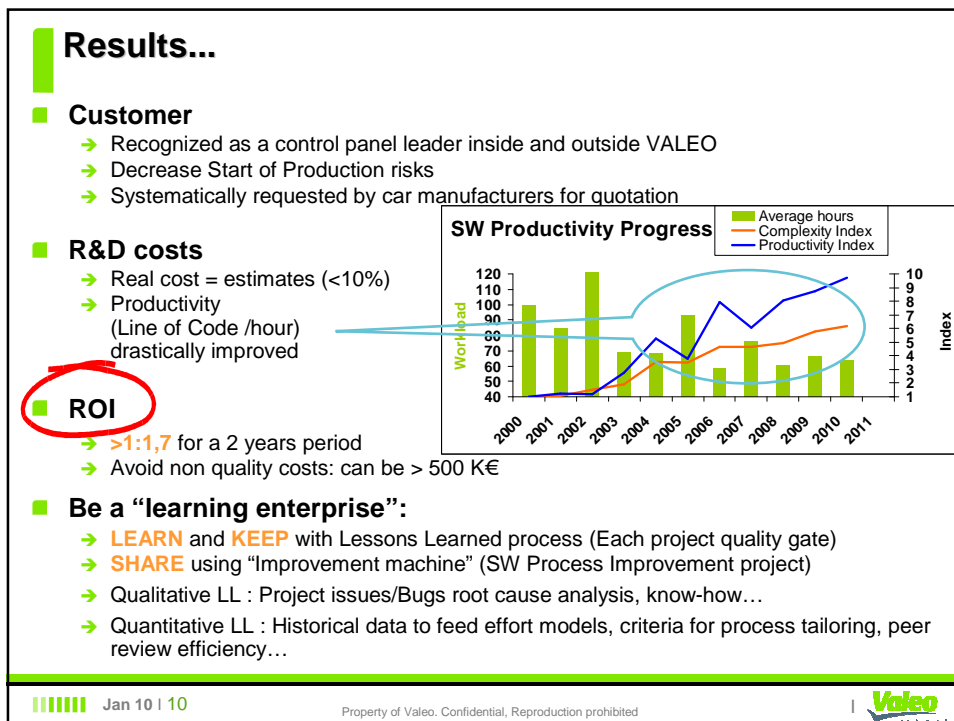 Results...
Customer
➔ Recognized as a control panel leader inside and outside VALEO
➔ Decrease Start of Production risks
➔ Systematically requested by car manufacturers for quotation
R&D costs
➔ Real cost = estimates (<10%)
➔ Productivity
(Line of Code /hour)
drastically improved
SW Productivity Progress
Average hours
Complexity Index
Productivity Index
Workload
120
110
100
90
80
70
60
50
40
10
9
8
7
6
5
4
3
2
1
Index
2000 2001 2002 2003 2004 2005 2006 2007 2008 2009 2010 2011
ROI
➔ >1:1,7 for a 2 years period
➔ Avoid non quality costs: can be > 500 K€
Be a “learning enterprise”:
➔ LEARN and KEEP with Lessons Learned process (Each project quality gate)
➔ SHARE using “Improvement machine” (SW Process Improvement project)
➔ Qualitative LL : Project issues/Bugs root cause analysis, know-how…
➔ Quantitative LL : Historical data to feed effort models, criteria for process tailoring, peer
review efficiency…
Jan 10 I 10
Property of Valeo. Confidential, Reproduction prohibited
I
Valeo